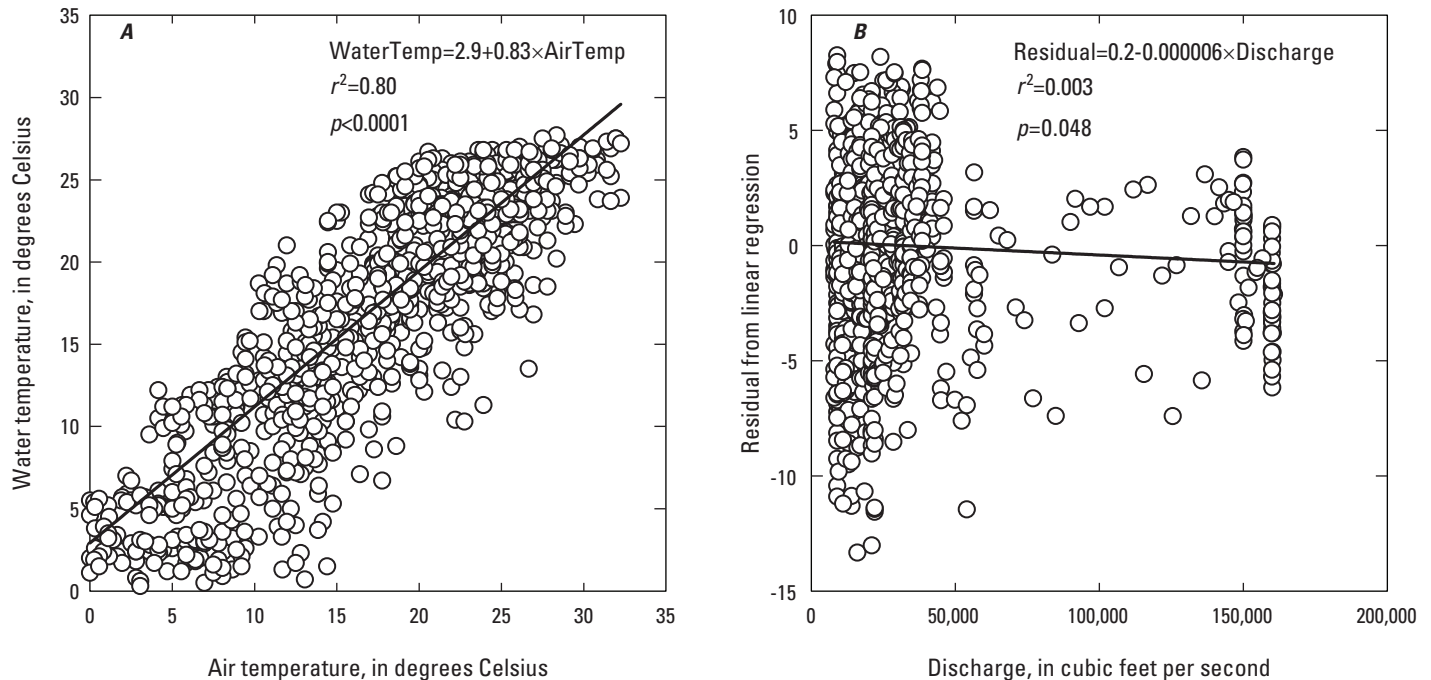 A
WaterTemp=2.9+0.83×AirTemp
r²=0.80
p<0.0001
Water temperature, in degrees Celsius
35
30
25
20
15
10
5
0
0 5 10 15 20 25 30 35
Air temperature, in degrees Celsius
B
Residual=0.2-0.000006×Discharge
r²=0.003
p=0.048
Residual from linear regression
10
5
0
-5
-10
-15
0 50,000 100,000 150,000 200,000
Discharge, in cubic feet per second